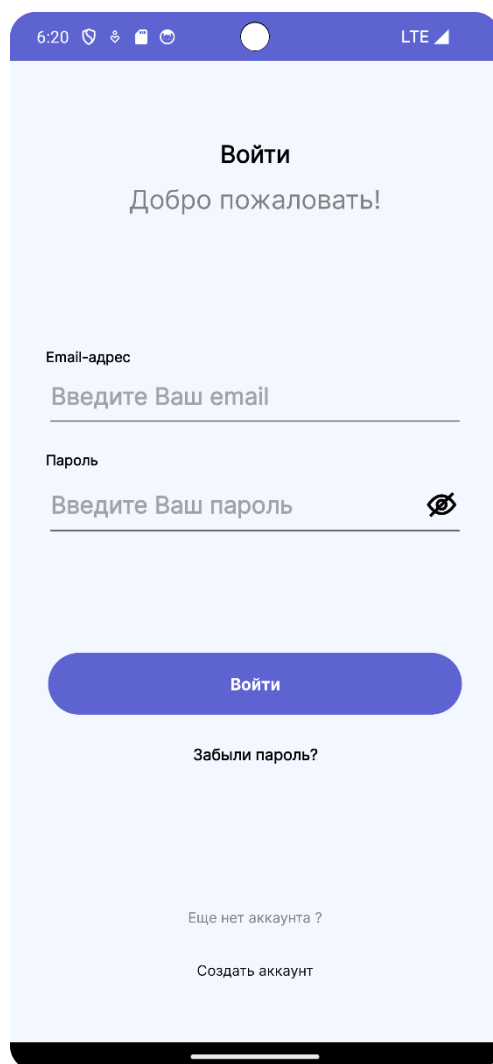 6:20 LTE
Войти
Добро пожаловать!
Email-адрес
Введите Ваш email
Пароль
Введите Ваш пароль
Войти
Забыли пароль?
Еще нет аккаунта ?
Создать аккаунт